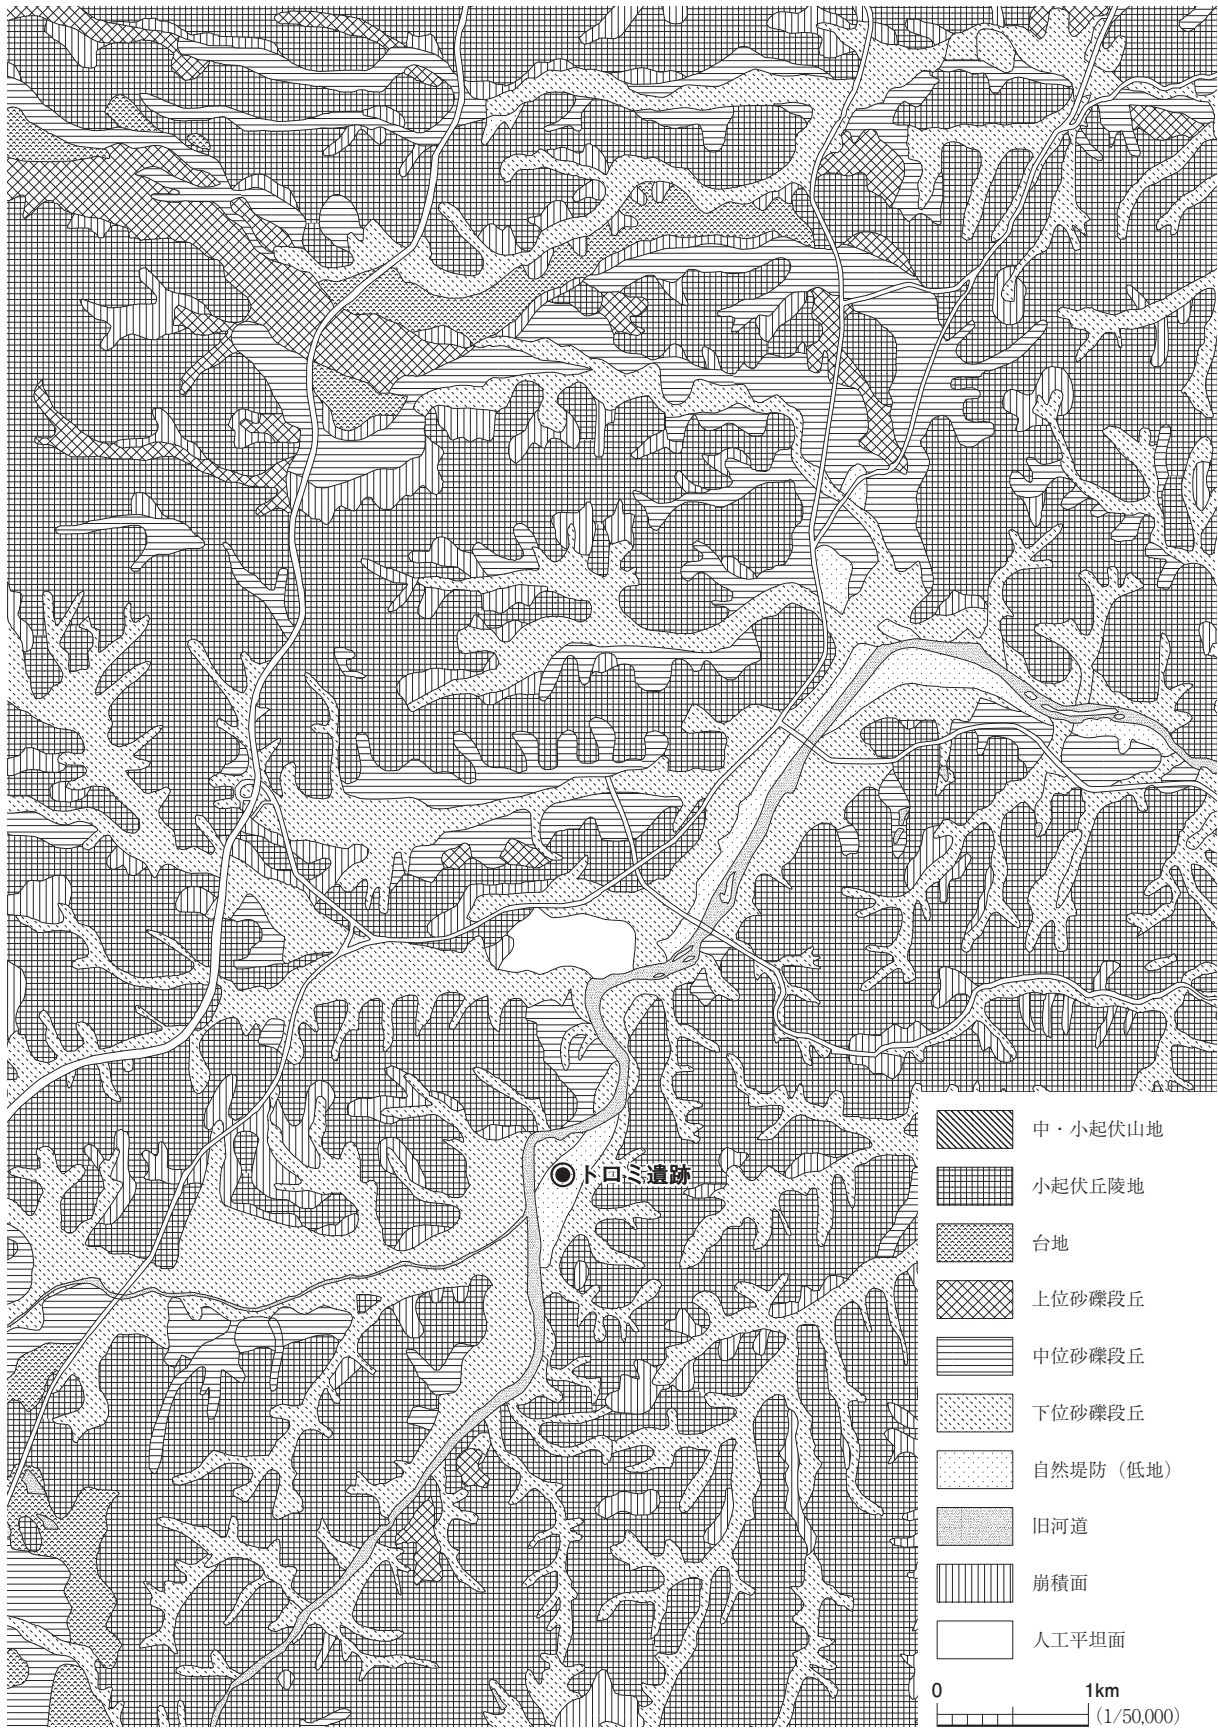 トロミ遺跡
中・小起伏山地
小起伏丘陵地
台地
上位砂礫段丘
中位砂礫段丘
下位砂礫段丘
自然堤防（低地）
旧河道
崩積面
人工平坦面
0 1km
(1/50,000)